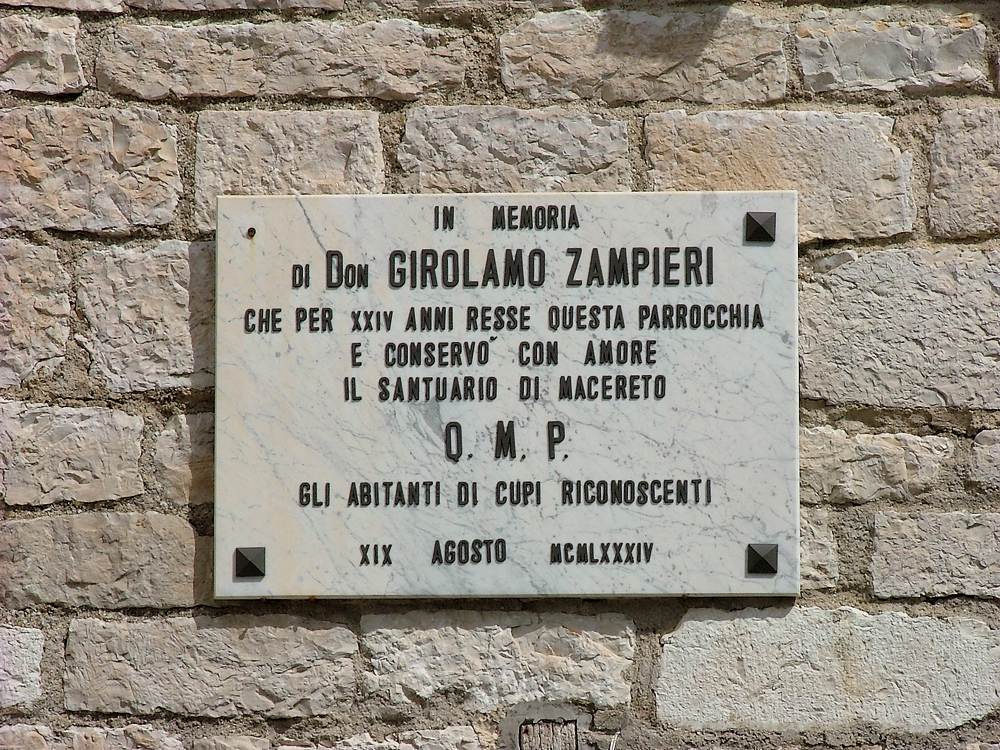 IN MEMORIA
DI DON GIROLAMO ZAMPIERI
CHE PER XXIV ANNI RESSE QUESTA PARROCCHIA
E CONSERVO' CON AMORE
IL SANTUARIO DI MACERETO
Q. M. P.
GLI ABITANTI DI CUPI RICONOSCENTI
XIX AGOSTO MCMLXXXIV